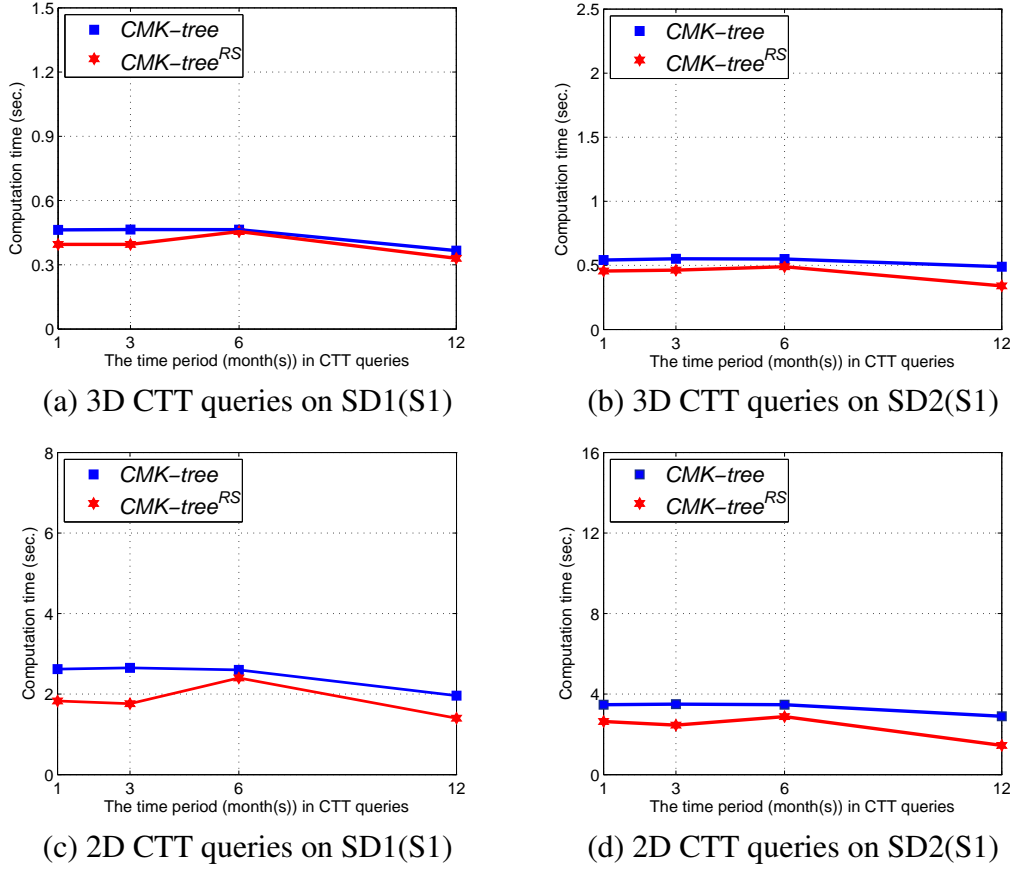 1.5
1.2
0.9
0.6
0.3
0
Computation time (sec.)
CMK−tree
CMK−tree^RS
1 3 6 12
The time period (month(s)) in CTT queries
(a) 3D CTT queries on SD1(S1)
2.5
2
1.5
1
0.5
0
Computation time (sec.)
CMK−tree
CMK−tree^RS
1 3 6 12
The time period (month(s)) in CTT queries
(b) 3D CTT queries on SD2(S1)
8
6
4
2
0
Computation time (sec.)
CMK−tree
CMK−tree^RS
1 3 6 12
The time period (month(s)) in CTT queries
(c) 2D CTT queries on SD1(S1)
16
12
8
4
0
Computation time (sec.)
CMK−tree
CMK−tree^RS
1 3 6 12
The time period (month(s)) in CTT queries
(d) 2D CTT queries on SD2(S1)